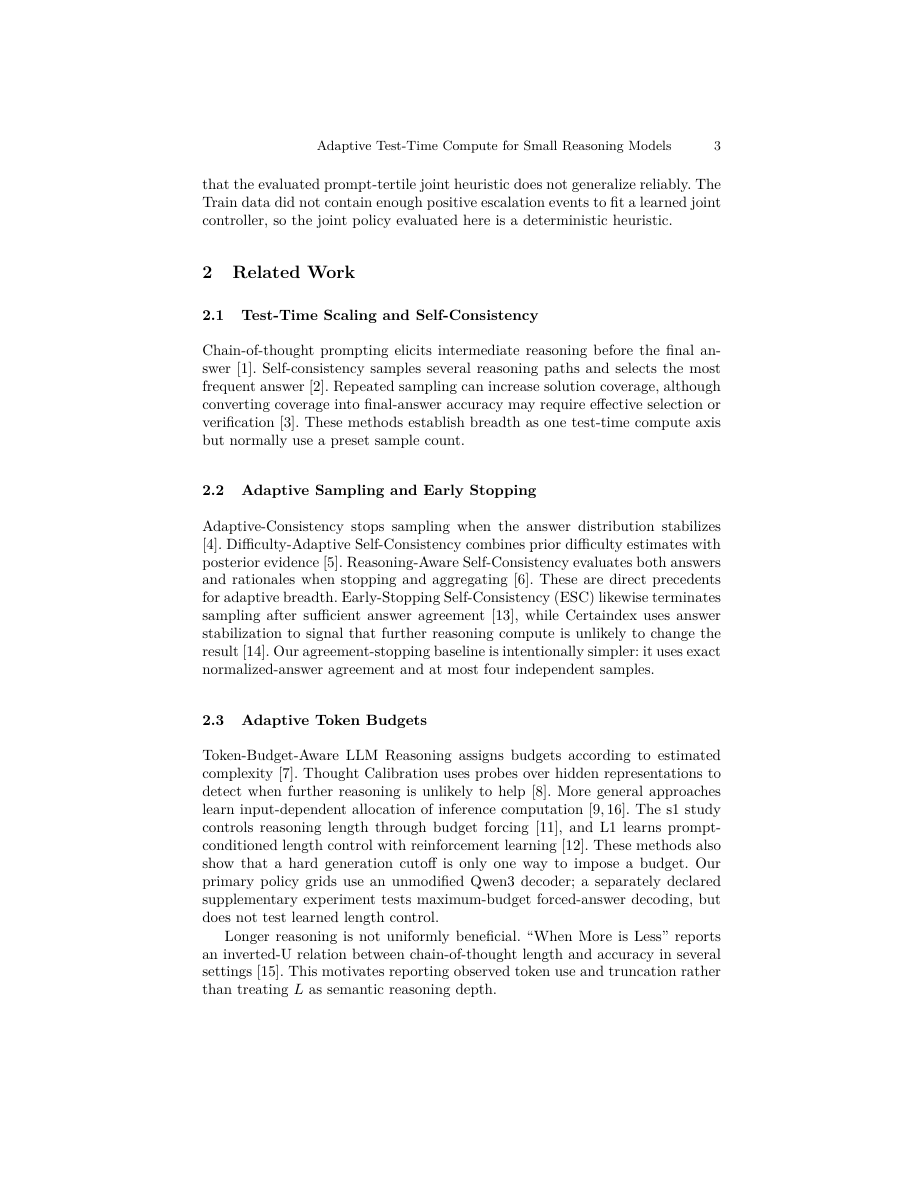 Adaptive Test-Time Compute for Small Reasoning Models 3
that the evaluated prompt-tertile joint heuristic does not generalize reliably. The
Train data did not contain enough positive escalation events to fit a learned joint
controller, so the joint policy evaluated here is a deterministic heuristic.
2 Related Work
2.1 Test-Time Scaling and Self-Consistency
Chain-of-thought prompting elicits intermediate reasoning before the final an-
swer [1]. Self-consistency samples several reasoning paths and selects the most
frequent answer [2]. Repeated sampling can increase solution coverage, although
converting coverage into final-answer accuracy may require effective selection or
verification [3]. These methods establish breadth as one test-time compute axis
but normally use a preset sample count.
2.2 Adaptive Sampling and Early Stopping
Adaptive-Consistency stops sampling when the answer distribution stabilizes
[4]. Difficulty-Adaptive Self-Consistency combines prior difficulty estimates with
posterior evidence [5]. Reasoning-Aware Self-Consistency evaluates both answers
and rationales when stopping and aggregating [6]. These are direct precedents
for adaptive breadth. Early-Stopping Self-Consistency (ESC) likewise terminates
sampling after sufficient answer agreement [13], while Certaindex uses answer
stabilization to signal that further reasoning compute is unlikely to change the
result [14]. Our agreement-stopping baseline is intentionally simpler: it uses exact
normalized-answer agreement and at most four independent samples.
2.3 Adaptive Token Budgets
Token-Budget-Aware LLM Reasoning assigns budgets according to estimated
complexity [7]. Thought Calibration uses probes over hidden representations to
detect when further reasoning is unlikely to help [8]. More general approaches
learn input-dependent allocation of inference computation [9, 16]. The s1 study
controls reasoning length through budget forcing [11], and L1 learns prompt-
conditioned length control with reinforcement learning [12]. These methods also
show that a hard generation cutoff is only one way to impose a budget. Our
primary policy grids use an unmodified Qwen3 decoder; a separately declared
supplementary experiment tests maximum-budget forced-answer decoding, but
does not test learned length control.
Longer reasoning is not uniformly beneficial. “When More is Less” reports
an inverted-U relation between chain-of-thought length and accuracy in several
settings [15]. This motivates reporting observed token use and truncation rather
than treating L as semantic reasoning depth.